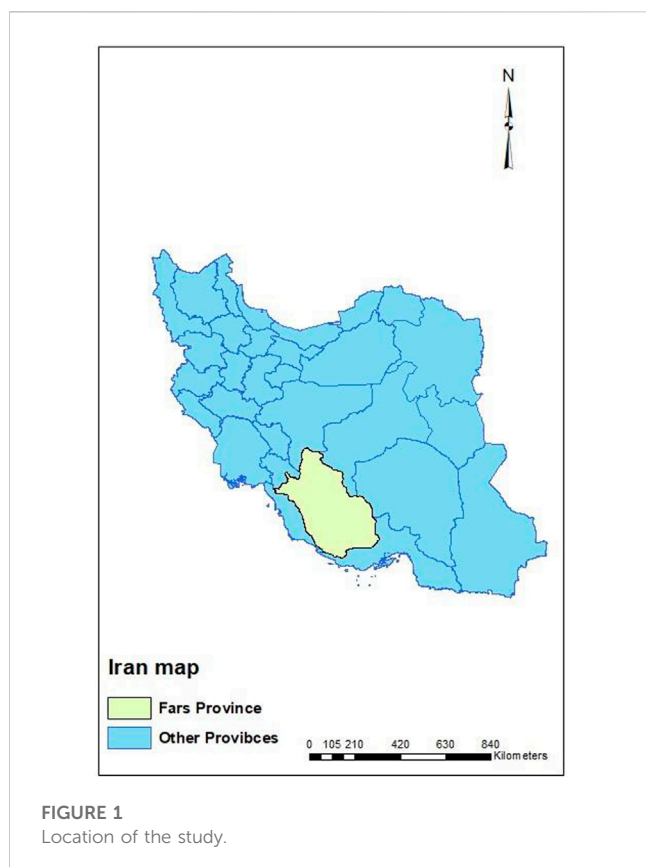 N
Iran map
Fars Province
Other Provibces
0 105 210 420 630 840
Kilometers
FIGURE 1
Location of the study.